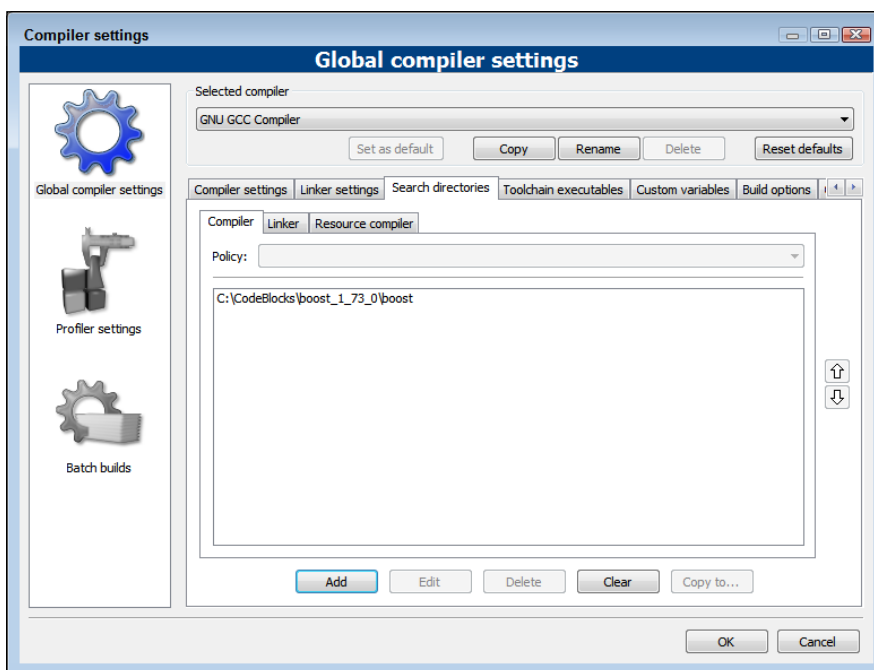 Compiler settings
Global compiler settings
Selected compiler
GNU GCC Compiler
Set as default Copy Rename Delete Reset defaults
Global compiler settings
Compiler settings Linker settings Search directories Toolchain executables Custom variables Build options
Compiler Linker Resource compiler
Policy:
C:\CodeBlocks\boost_1_73_0\boost
Profiler settings
Batch builds
Add Edit Delete Clear Copy to...
OK Cancel